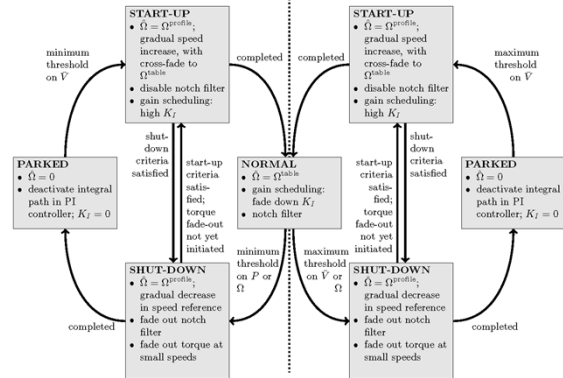 START-UP
• Ω̂ = Ω^profile;
gradual speed
increase, with
cross-fade to
Ω^table
• disable notch filter
• gain scheduling:
high K_I
START-UP
• Ω̂ = Ω^profile;
gradual speed
increase, with
cross-fade to
Ω^table
• disable notch filter
• gain scheduling:
high K_I
minimum
threshold
on V̄
completed
completed
maximum
threshold
on V̄
shut-
down
criteria
satisfied
start-up
criteria
satis-
fied;
torque
fade-out
not yet
initiated
start-up
criteria
satis-
fied;
torque
fade-out
not yet
initiated
shut-
down
criteria
satisfied
PARKED
• Ω̂ = 0
• deactivate integral
path in PI
controller; K_I = 0
NORMAL
• Ω̂ = Ω^table
• gain scheduling:
fade down K_I
• notch filter
PARKED
• Ω̂ = 0
• deactivate integral
path in PI
controller; K_I = 0
minimum
threshold
on P or
Ω
maximum
threshold
on V̄ or
Ω
SHUT-DOWN
• Ω̂ = Ω^profile;
gradual decrease
in speed reference
• fade out notch
filter
• fade out torque at
small speeds
SHUT-DOWN
• Ω̂ = Ω^profile;
gradual decrease
in speed reference
• fade out notch
filter
• fade out torque at
small speeds
completed
completed